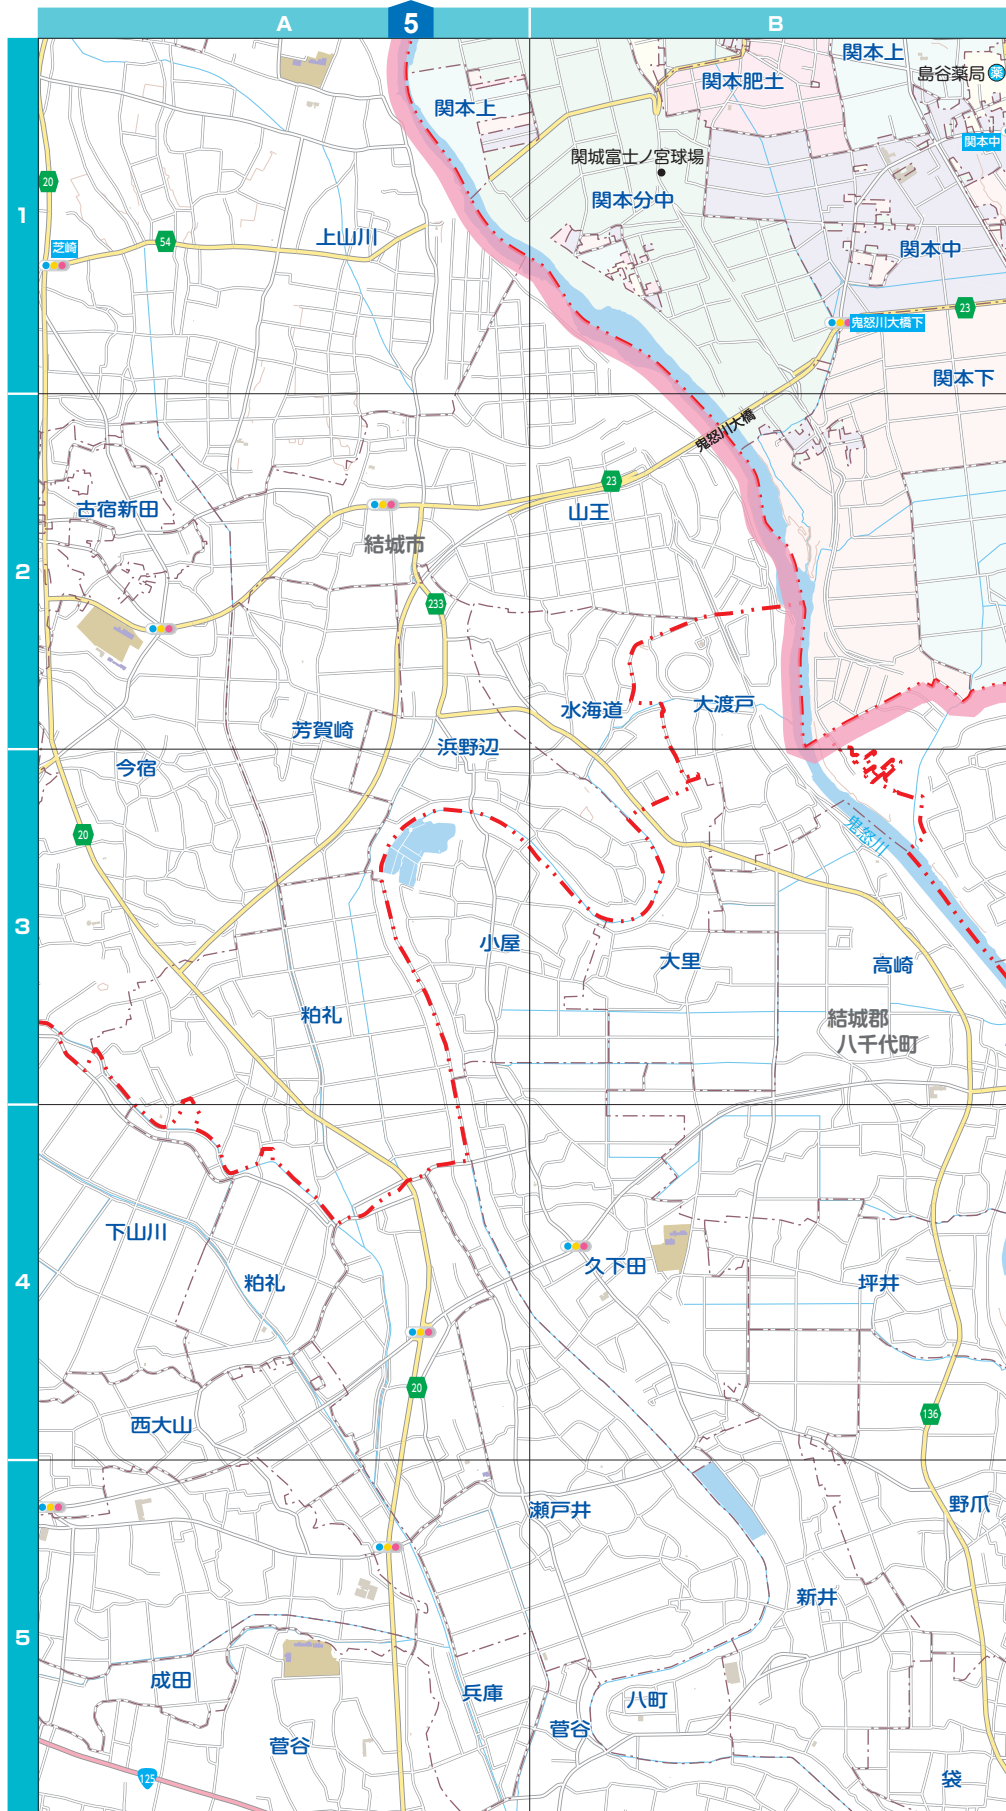 A
5
B
関本上
関本上
関本肥土
島谷薬局
薬
関本中
関城富士ノ宮球場
関本分中
20
1
54
上山川
芝崎
関本中
23
鬼怒川大橋下
関本下
鬼怒川大橋
23
古宿新田
山王
結城市
2
233
水海道
大渡戸
芳賀崎
浜野辺
今宿
20
鬼怒川
3
小屋
大里
高崎
粕礼
結城郡
八千代町
下山川
久下田
4
粕礼
坪井
20
136
西大山
瀬戸井
野爪
新井
5
成田
兵庫
八町
菅谷
菅谷
125
袋